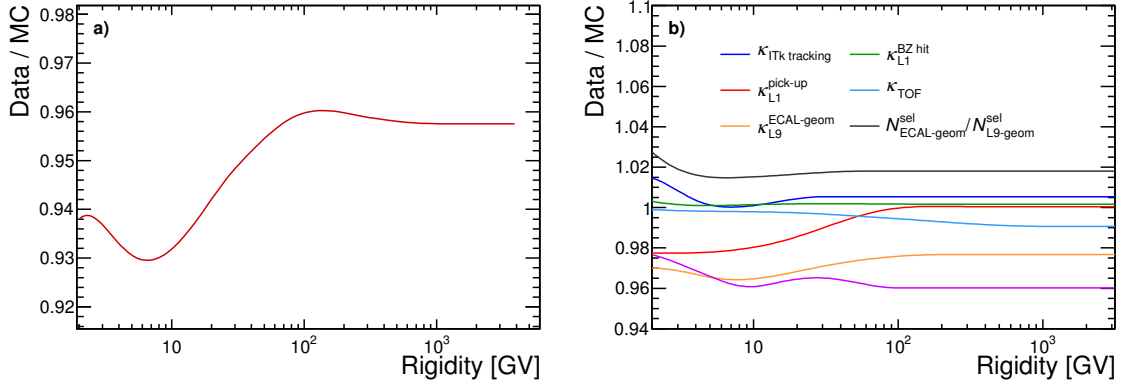 a)
Data / MC
0.98
0.97
0.96
0.95
0.94
0.93
0.92
10
10²
10³
Rigidity [GV]
b)
Data / MC
1.1
1.08
1.06
1.04
1.02
1
0.98
0.96
0.94
κ_ITk tracking
κ_L1^BZ hit
κ_L1^pick-up
κ_TOF
κ_L9^ECAL-geom
N_ECAL-geom^sel/N_L9-geom^sel
10
10²
10³
Rigidity [GV]